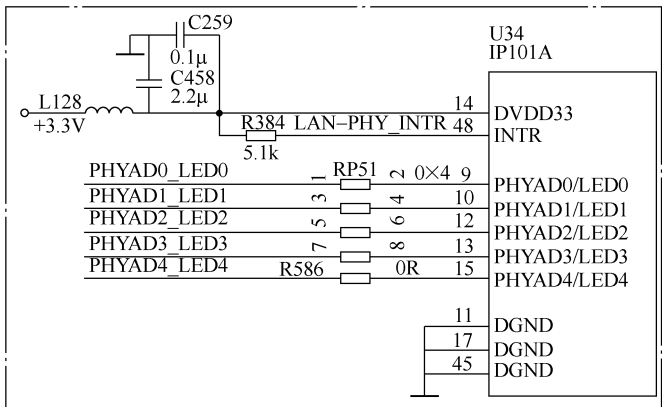 C259
0.1μ
C458
2.2μ
L128
+3.3V
R384
5.1k
LAN-PHY_INTR
U34
IP101A
14 DVDD33
48 INTR
PHYAD0_LED0 1 RP51 2 0×4 9 PHYAD0/LED0
PHYAD1_LED1 3 4 10 PHYAD1/LED1
PHYAD2_LED2 5 6 12 PHYAD2/LED2
PHYAD3_LED3 7 8 13 PHYAD3/LED3
PHYAD4_LED4 R586 0R 15 PHYAD4/LED4
11 DGND
17 DGND
45 DGND